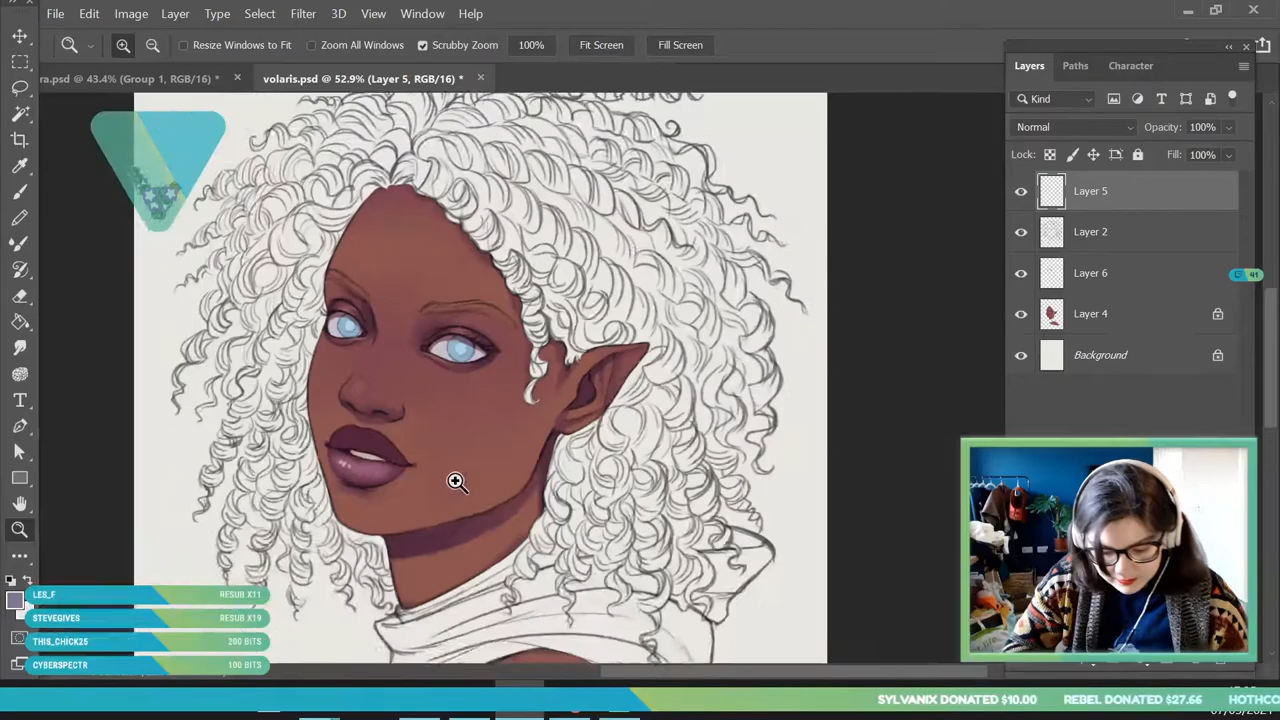 File Edit Image Layer Type Select Filter 3D View Window Help
Resize Windows to Fit Zoom All Windows Scrubby Zoom 100% Fit Screen Fill Screen
ra.psd @ 43.4% (Group 1, RGB/16) * × volaris.psd @ 52.9% (Layer 5, RGB/16) * ×
Layers Paths Character
Kind
Normal Opacity: 100%
Lock: Fill: 100%
Layer 5
Layer 2
Layer 6
41
Layer 4
Background
LES_F RESUB X11
STEVEGIVES RESUB X19
THIS_CHICK25 200 BITS
CYBERSPECTR 100 BITS
SYLVANIX DONATED $10.00 REBEL DONATED $27.66 HOTHCO